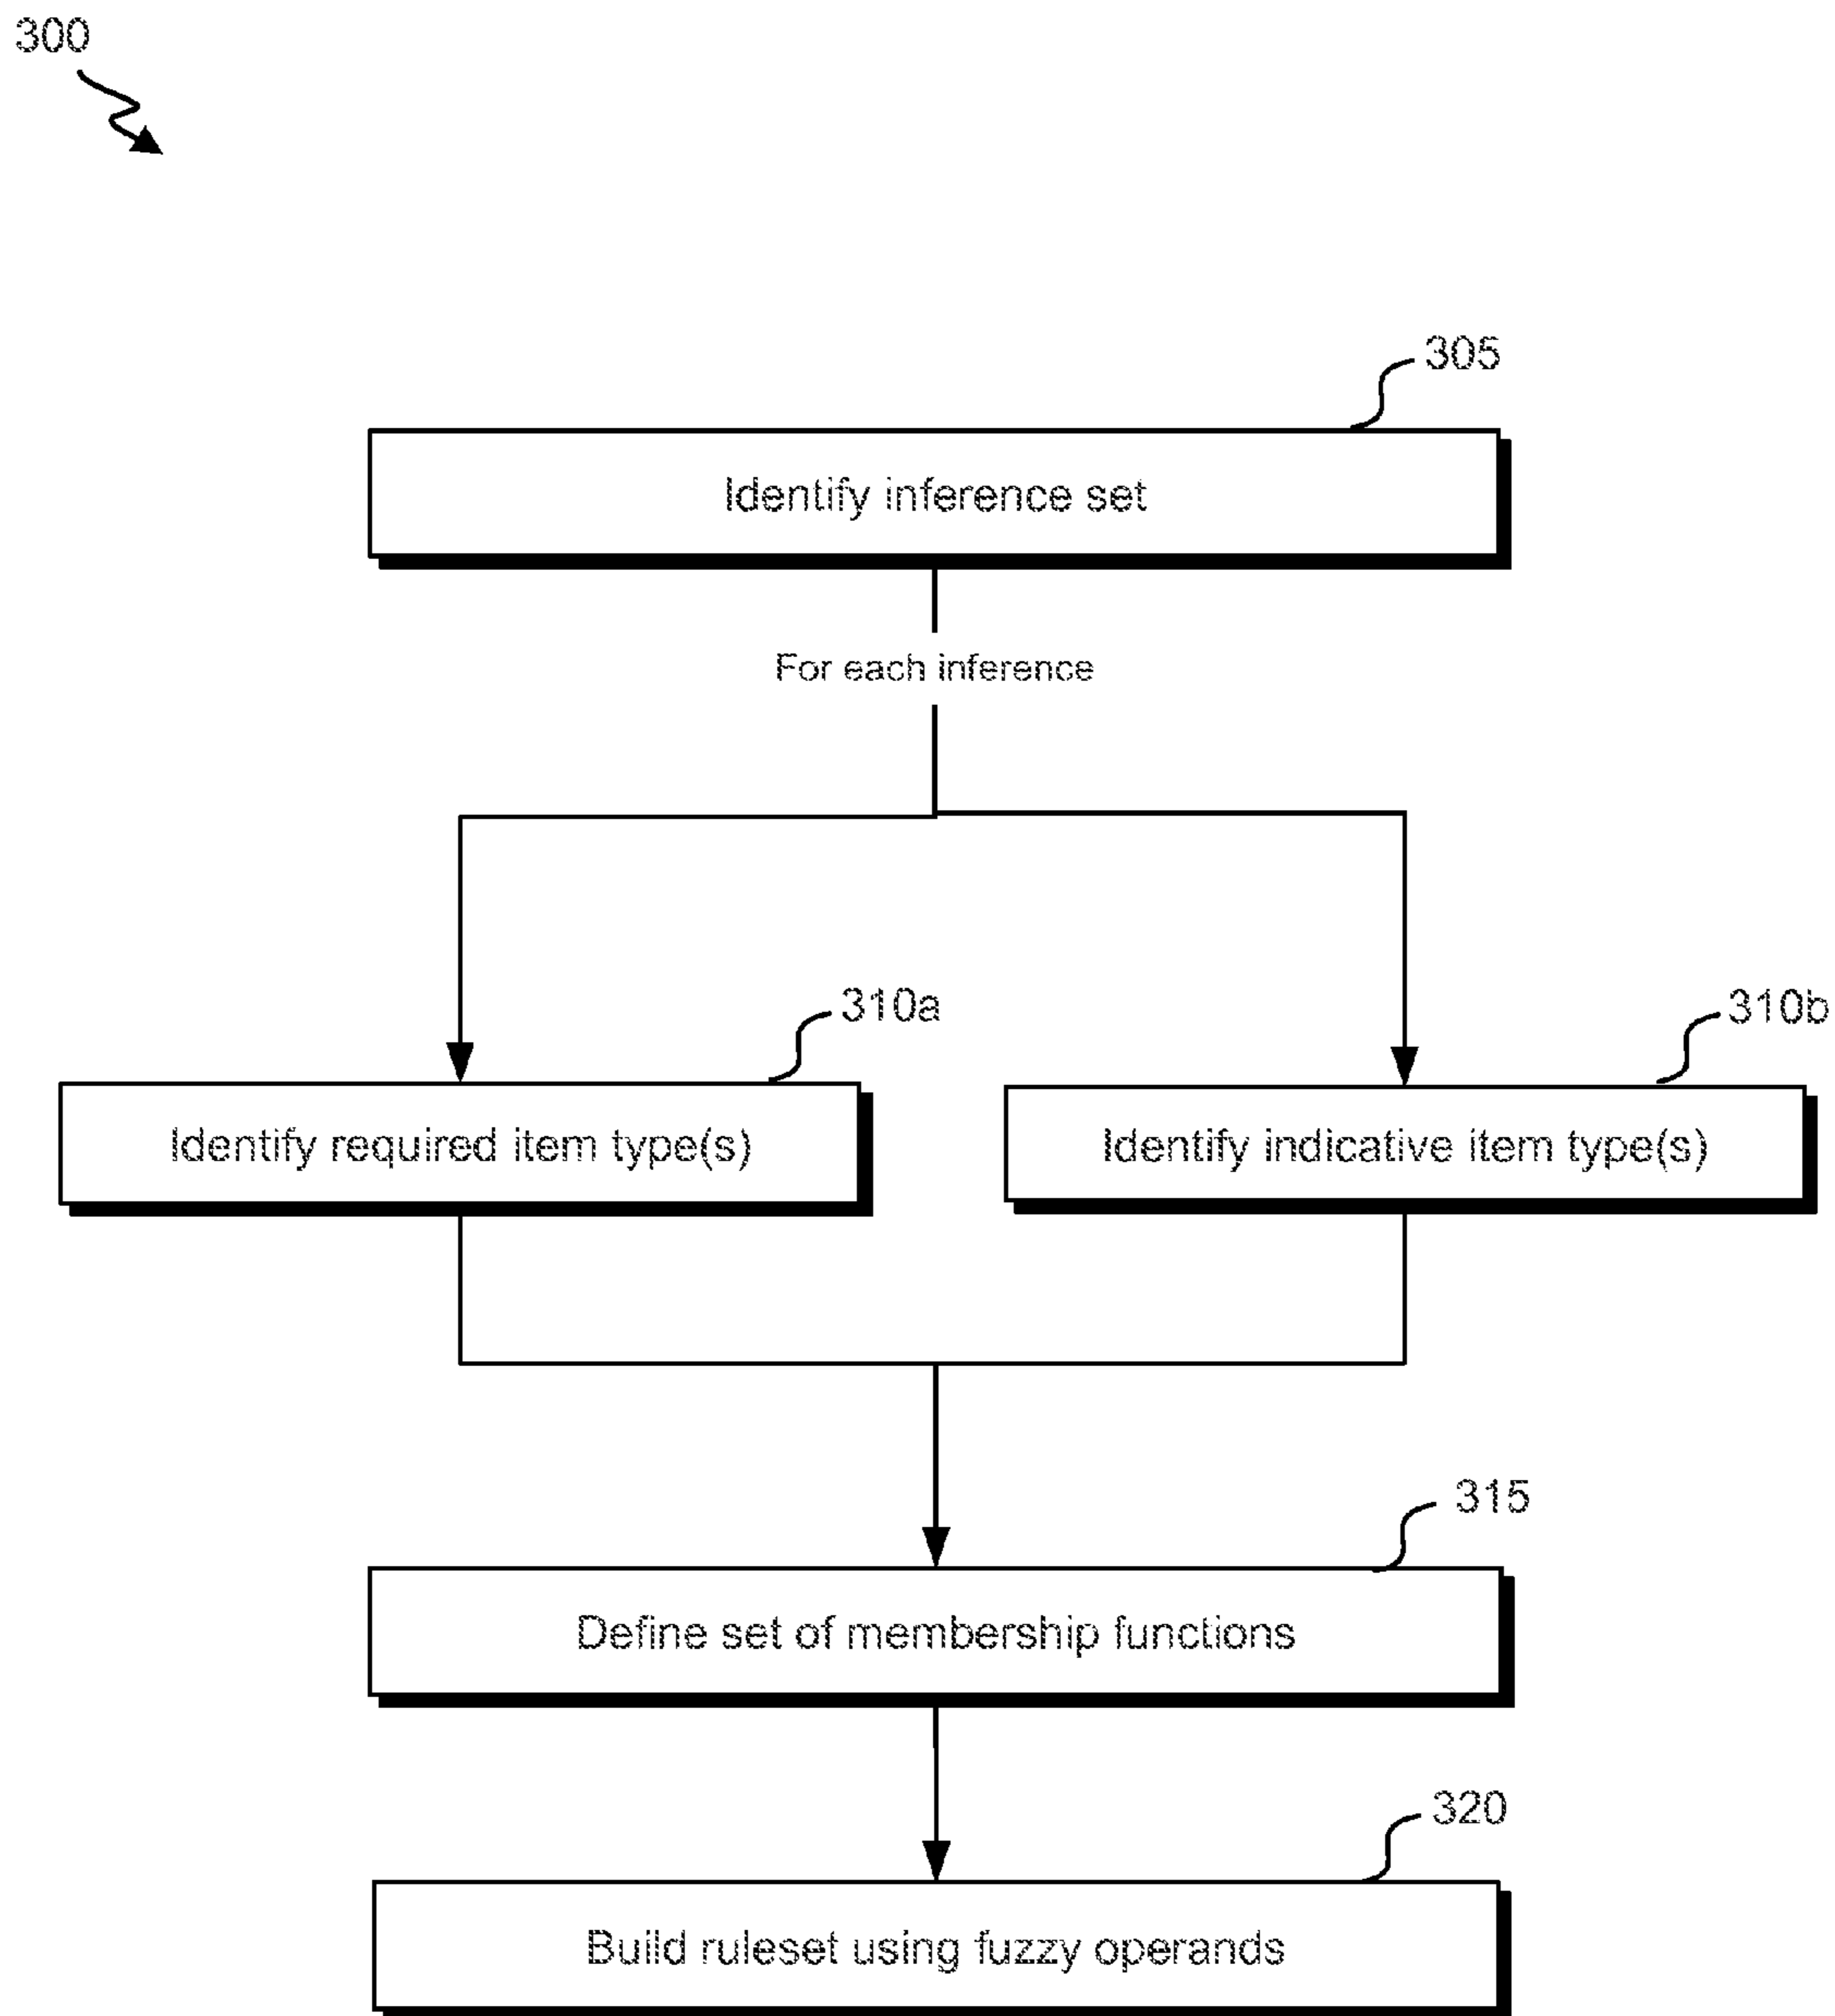 300
305
Identify inference set
For each inference
310a
310b
Identify required item type(s)
Identify indicative item type(s)
315
Define set of membership functions
320
Build ruleset using fuzzy operands